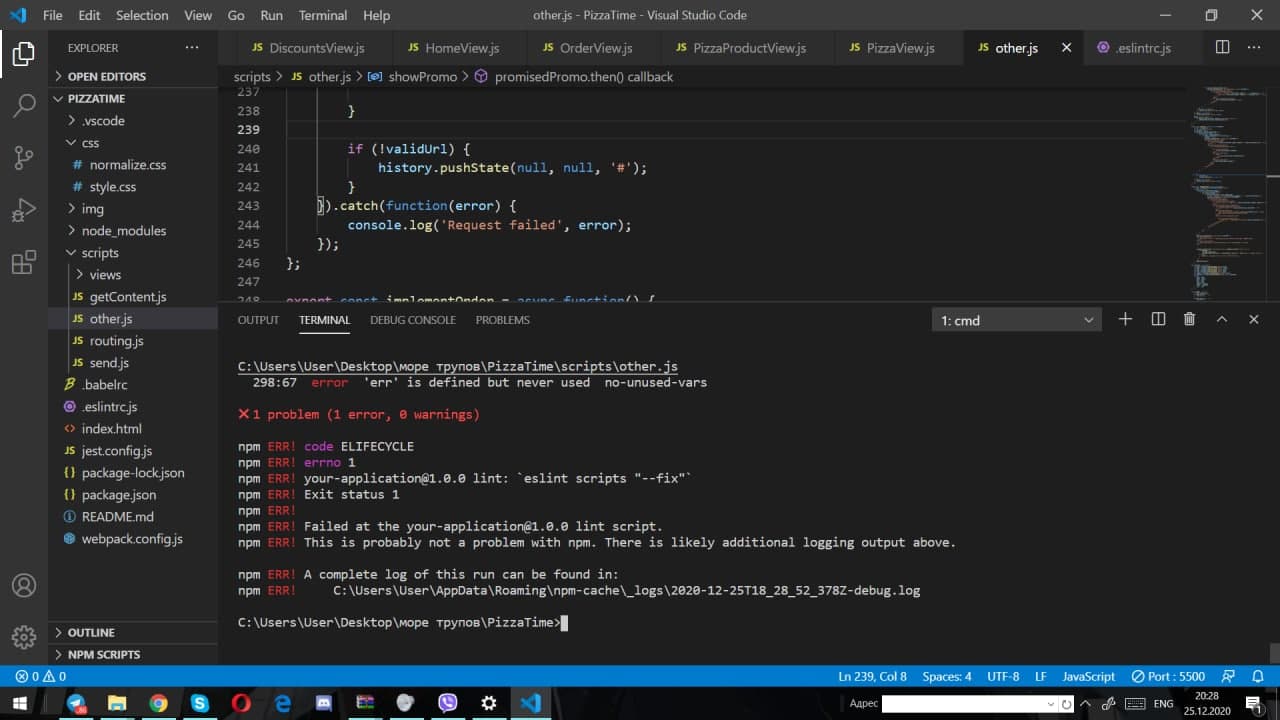 File Edit Selection View Go Run Terminal Help other.js - PizzaTime - Visual Studio Code
EXPLORER
OPEN EDITORS
PIZZATIME
.vscode
css
# normalize.css
# style.css
img
node_modules
scripts
views
JS getContent.js
JS other.js
JS routing.js
JS send.js
.babelrc
.eslintrc.js
<> index.html
JS jest.config.js
{} package-lock.json
{} package.json
README.md
webpack.config.js
OUTLINE
NPM SCRIPTS
JS DiscountsView.js JS HomeView.js JS OrderView.js JS PizzaProductView.js JS PizzaView.js JS other.js .eslintrc.js
scripts > JS other.js > showPromo > promisedPromo.then() callback
237
238 }
239
240 if (!validUrl) {
241 history.pushState(null, null, '#');
242 }
243 }).catch(function(error) {
244 console.log('Request failed', error);
245 });
246 };
247
248 export const implementOrder = async function() {
OUTPUT TERMINAL DEBUG CONSOLE PROBLEMS 1: cmd
C:\Users\User\Desktop\море трупов\PizzaTime\scripts\other.js
298:67 error 'err' is defined but never used no-unused-vars
1 problem (1 error, 0 warnings)
npm ERR! code ELIFECYCLE
npm ERR! errno 1
npm ERR! your-application@1.0.0 lint: `eslint scripts "--fix"`
npm ERR! Exit status 1
npm ERR!
npm ERR! Failed at the your-application@1.0.0 lint script.
npm ERR! This is probably not a problem with npm. There is likely additional logging output above.
npm ERR! A complete log of this run can be found in:
npm ERR! C:\Users\User\AppData\Roaming\npm-cache\_logs\2020-12-25T18_28_52_378Z-debug.log
C:\Users\User\Desktop\море трупов\PizzaTime>
0 0 Ln 239, Col 8 Spaces: 4 UTF-8 LF JavaScript Port : 5500
Адрес ENG 20:28
25.12.2020 1